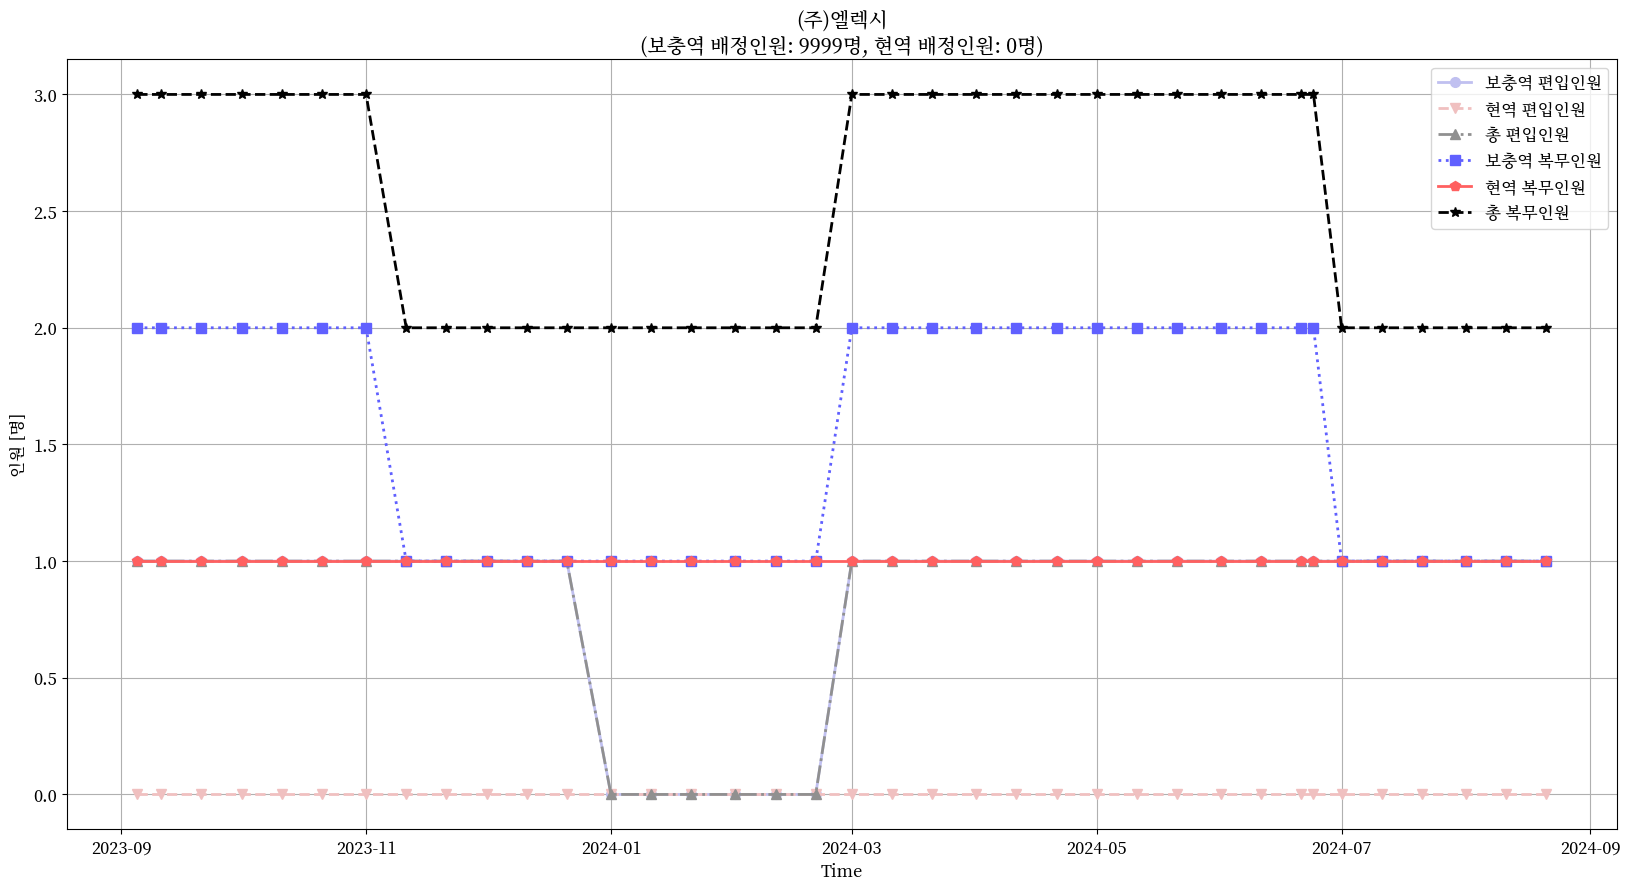 (주)엘렉시
(보충역 배정인원: 9999명, 현역 배정인원: 0명)
보충역 편입인원
현역 편입인원
총 편입인원
보충역 복무인원
현역 복무인원
총 복무인원
인원 [명]
3.0
2.5
2.0
1.5
1.0
0.5
0.0
2023-09
2023-11
2024-01
2024-03
2024-05
2024-07
2024-09
Time